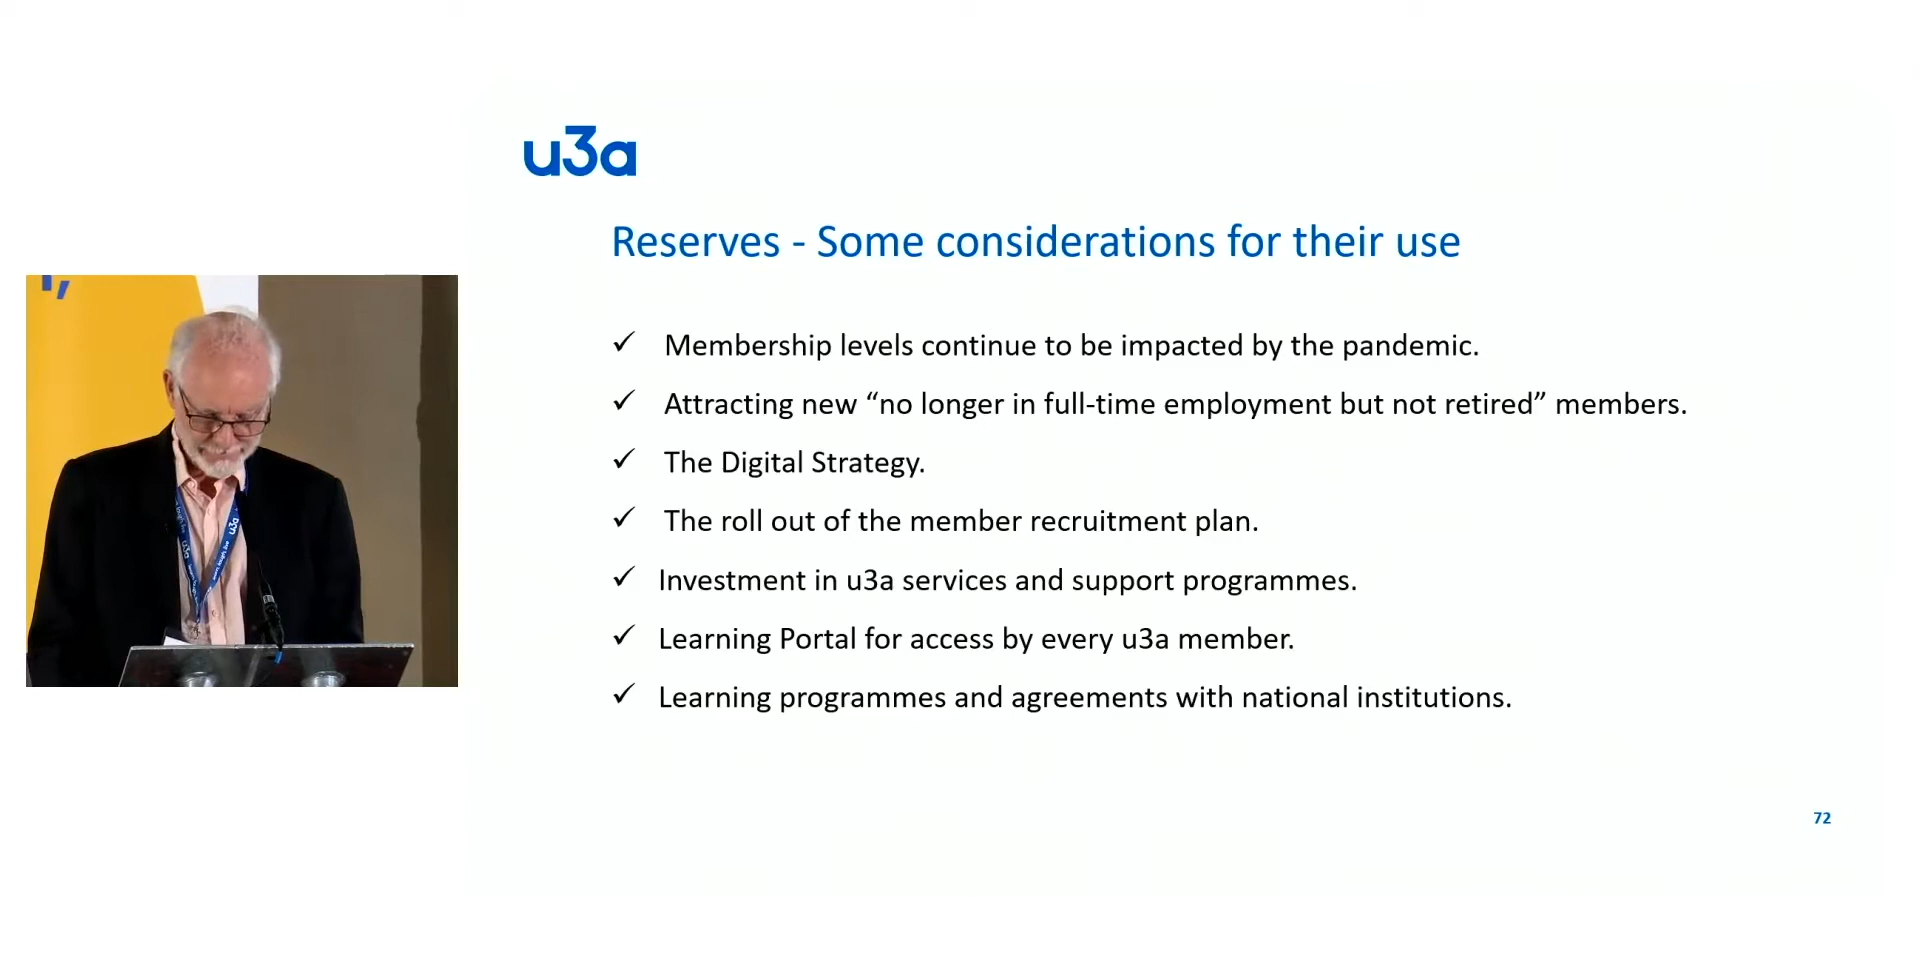 u3a
Reserves - Some considerations for their use
✓ Membership levels continue to be impacted by the pandemic.
✓ Attracting new “no longer in full-time employment but not retired” members.
✓ The Digital Strategy.
✓ The roll out of the member recruitment plan.
✓ Investment in u3a services and support programmes.
✓ Learning Portal for access by every u3a member.
✓ Learning programmes and agreements with national institutions.
72
u3a
u3a